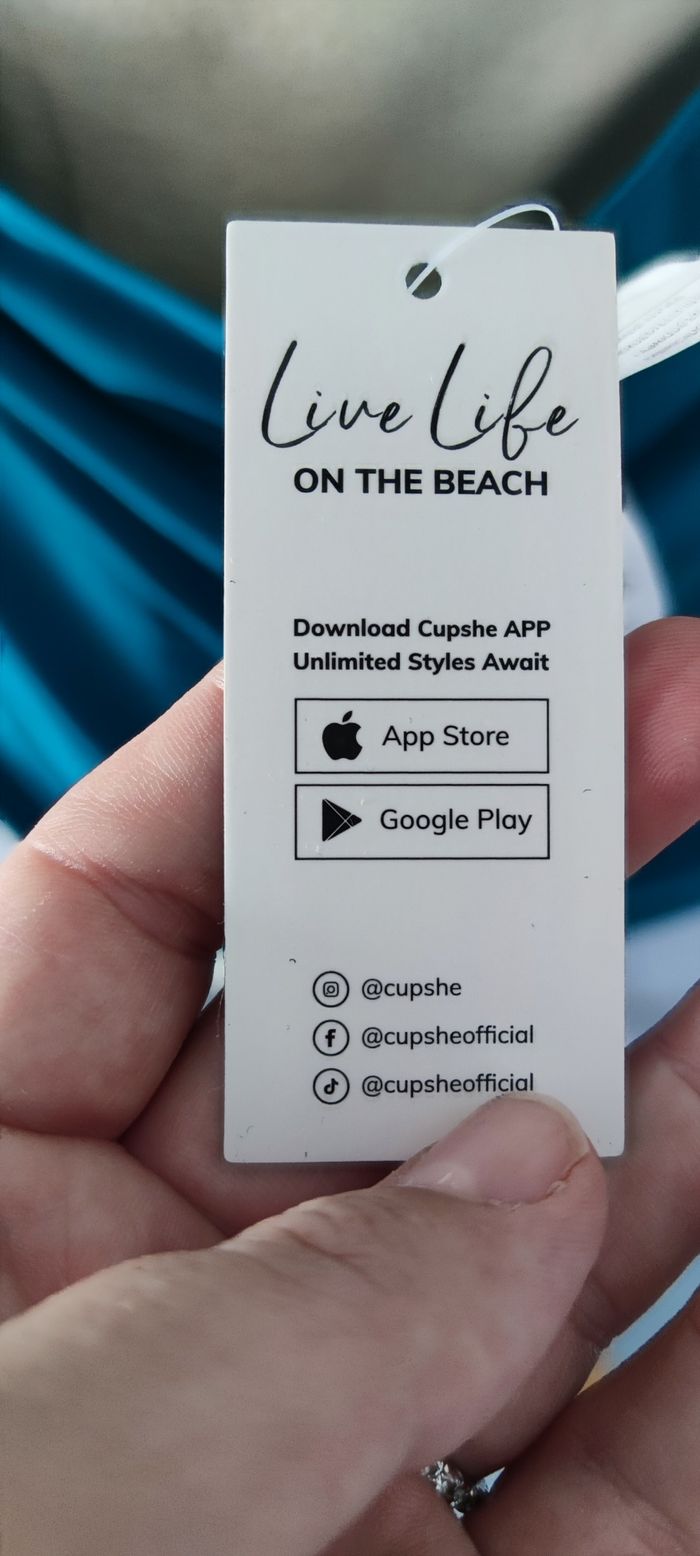 Live Life
ON THE BEACH
Download Cupshe APP
Unlimited Styles Await
App Store
Google Play
@cupshe
@cupsheofficial
@cupsheofficial